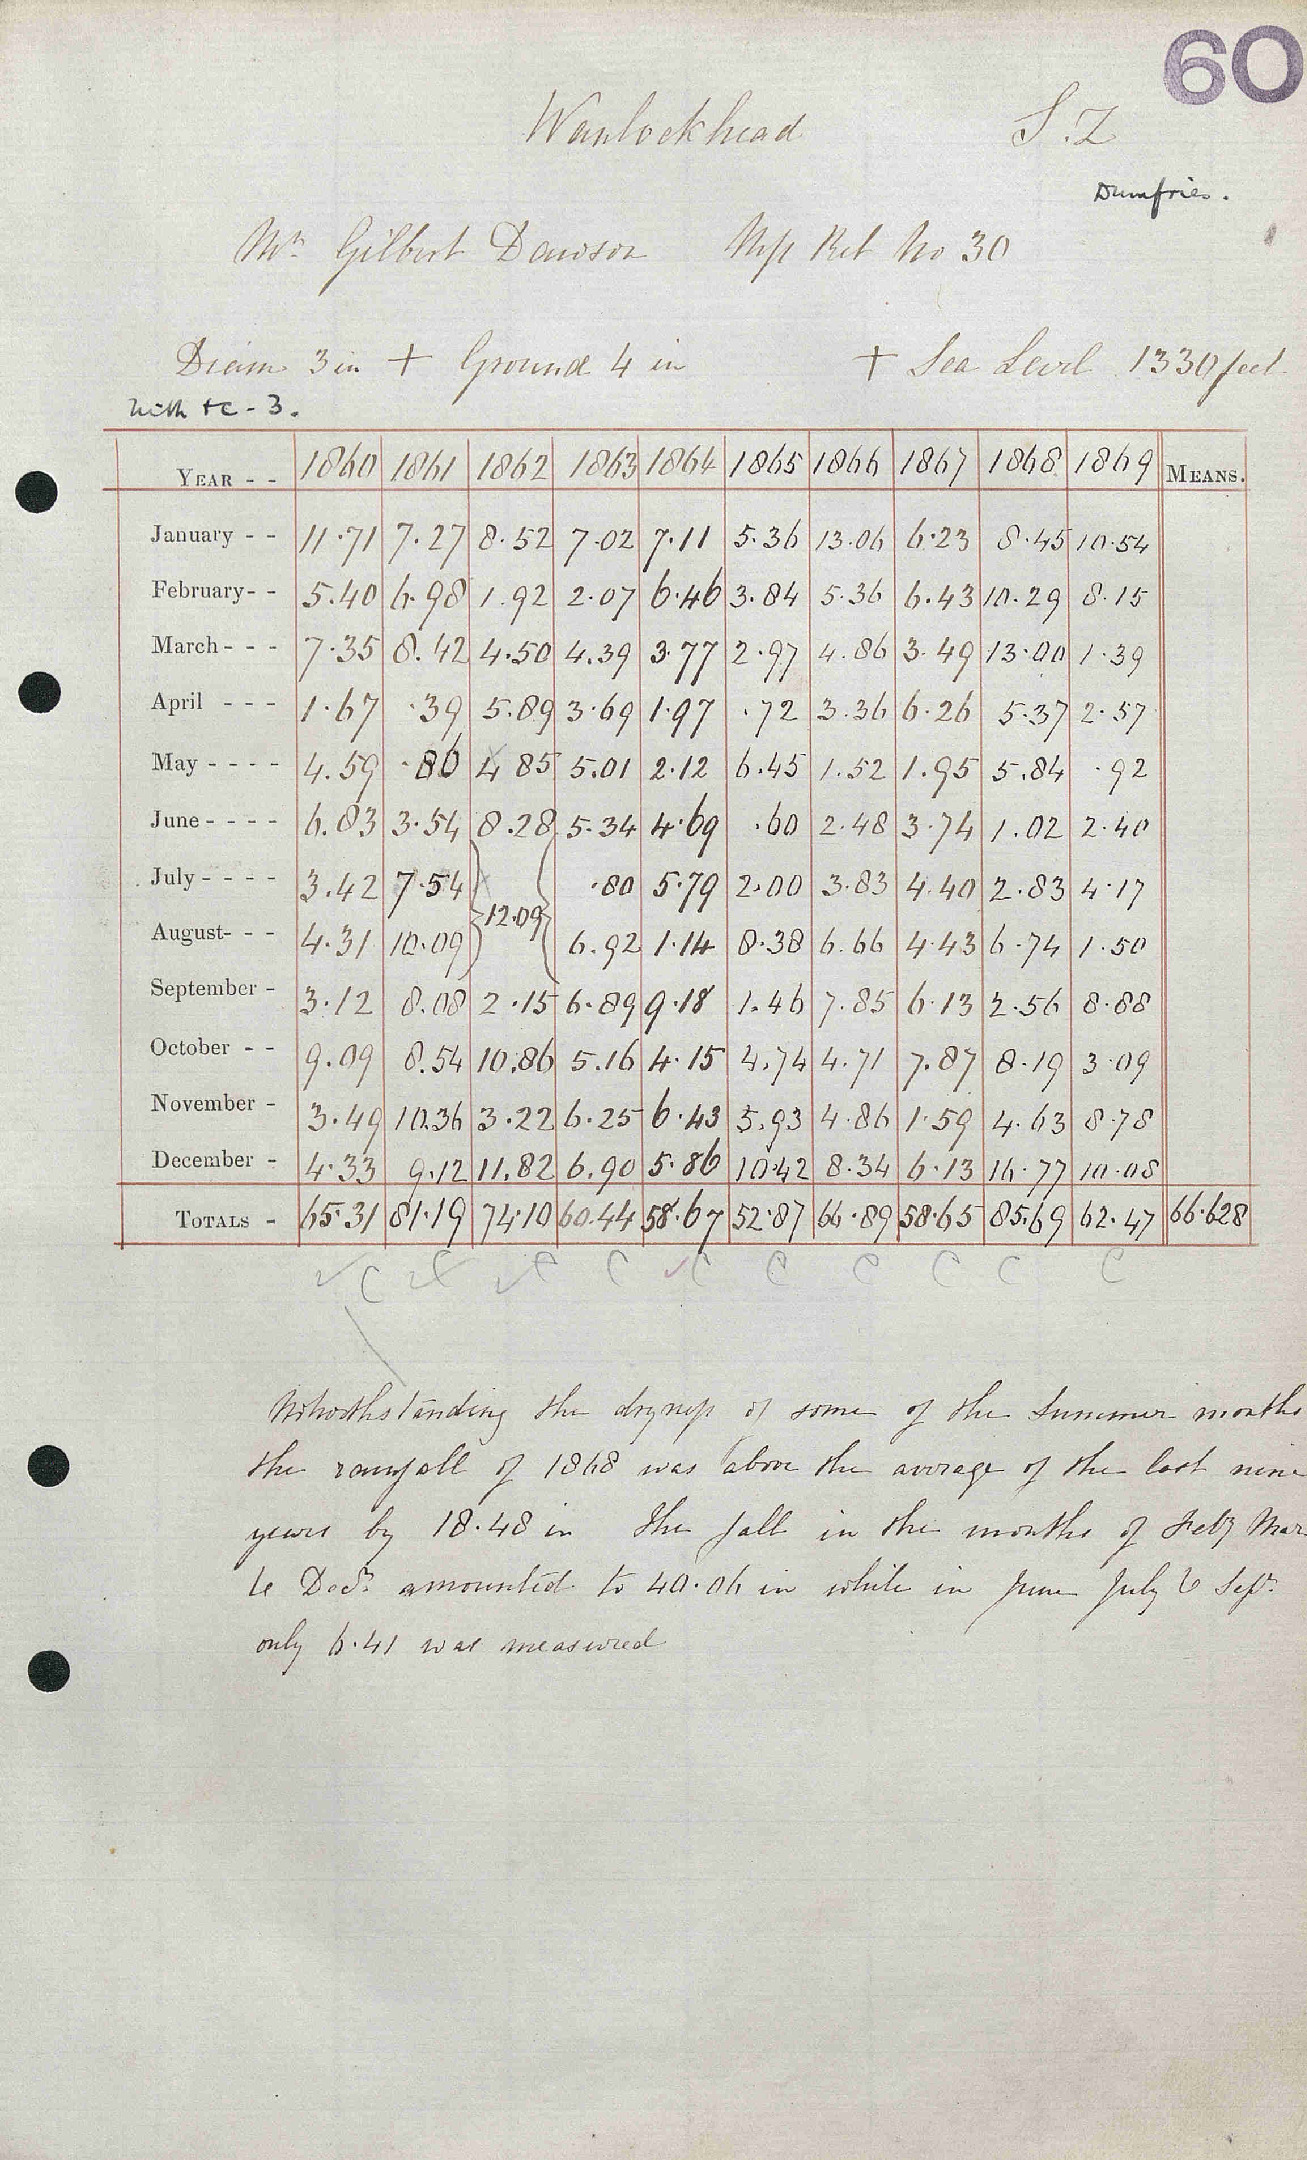 60
Wanlockhead S.Z
Dumfries.
Mr Gilbert Dawson Mss Ret No 30
Diam 3 in + Ground 4 in + Sea Level 1330 feet
YEAR - - 1860 1861 1862 1863 1864 1865 1866 1867 1868 1869 MEANS.
January - - 11.71 7.27 8.52 7.02 7.11 5.36 13.06 6.23 8.45 10.54
February - - 5.40 6.98 1.92 2.07 6.46 3.84 5.36 6.43 10.29 8.15
March - - - 7.35 8.42 4.50 4.39 3.77 2.97 4.86 3.49 13.00 1.39
April - - - 1.67 .39 5.89 3.69 1.97 .72 3.36 6.26 5.37 2.57
May - - - - 4.59 .86 4 85 5.01 2.12 6.45 1.52 1.95 5.84 .92
June - - - - 6.83 3.54 8.28 5.34 4.69 .60 2.48 3.74 1.02 2.40
July - - - - 3.42 7.54 .80 5.79 2.00 3.83 4.40 2.83 4.17
12.09
August - - - 4.31 10.09 6.92 1.14 8.38 6.66 4.43 6.74 1.50
September - 3.12 8.08 2.15 6.89 9.18 1.46 7.85 6.13 2.56 8.88
October - - 9.09 8.54 10.86 5.16 4.15 4.74 4.71 7.87 8.19 3.09
November - 3.49 10.36 3.22 6.25 6.43 5.93 4.86 1.59 4.63 8.78
December - 4.33 9.12 11.82 6.90 5.86 10.42 8.34 6.13 16.77 10.08
TOTALS - 65.31 81.19 74.10 60.44 58.67 52.87 66.89 58.65 85.69 62.47 66.628
Nothwithstanding the dryness of some of the Summer months
the rainfall of 1868 was above the average of the last nine
years by 18.48 in the fall in the months of Feby Mar
& Decr amounted to 40.06 in while in June July & Sept.
only 6.41 was measured